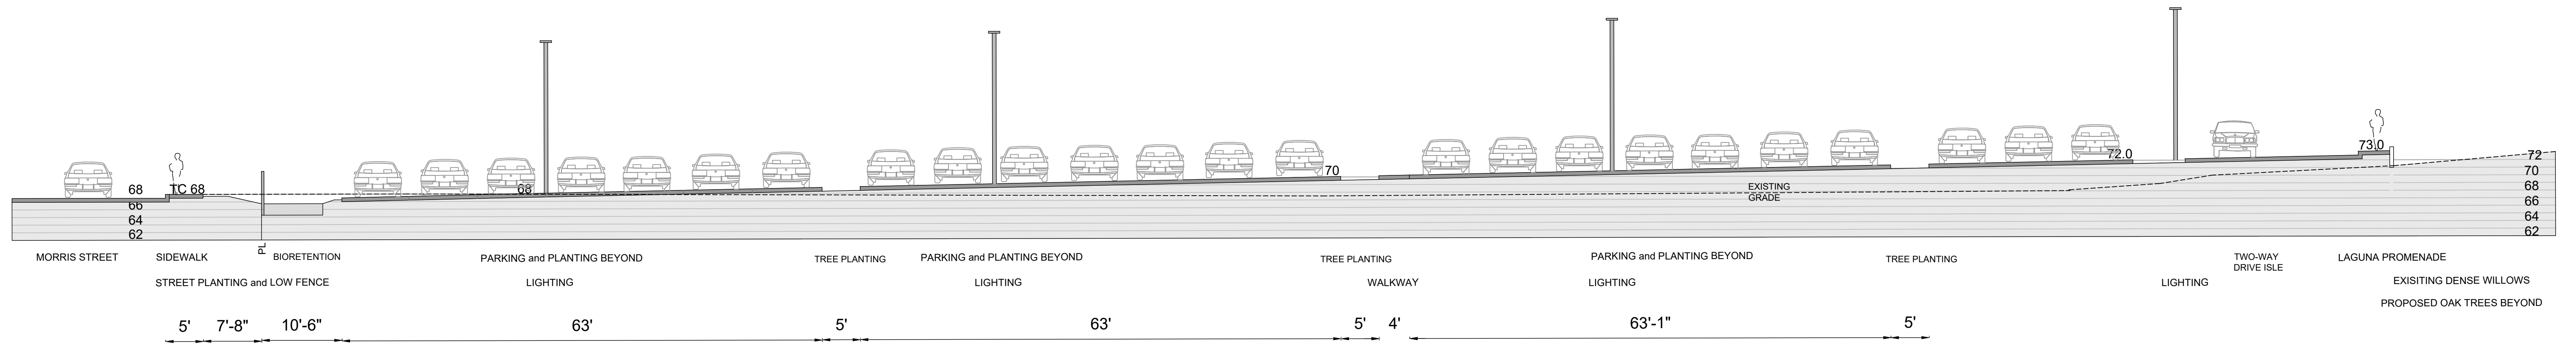 68
TC 68
66
64
62
68
70
EXISTING
GRADE
72.0
73.0
72
70
68
66
64
62
PL
MORRIS STREET
SIDEWALK
BIORETENTION
PARKING and PLANTING BEYOND
TREE PLANTING
PARKING and PLANTING BEYOND
TREE PLANTING
PARKING and PLANTING BEYOND
TREE PLANTING
TWO-WAY
DRIVE ISLE
LAGUNA PROMENADE
STREET PLANTING and LOW FENCE
LIGHTING
LIGHTING
WALKWAY
LIGHTING
LIGHTING
EXISITING DENSE WILLOWS
PROPOSED OAK TREES BEYOND
5'
7'-8"
10'-6"
63'
5'
63'
5'
4'
63'-1"
5'